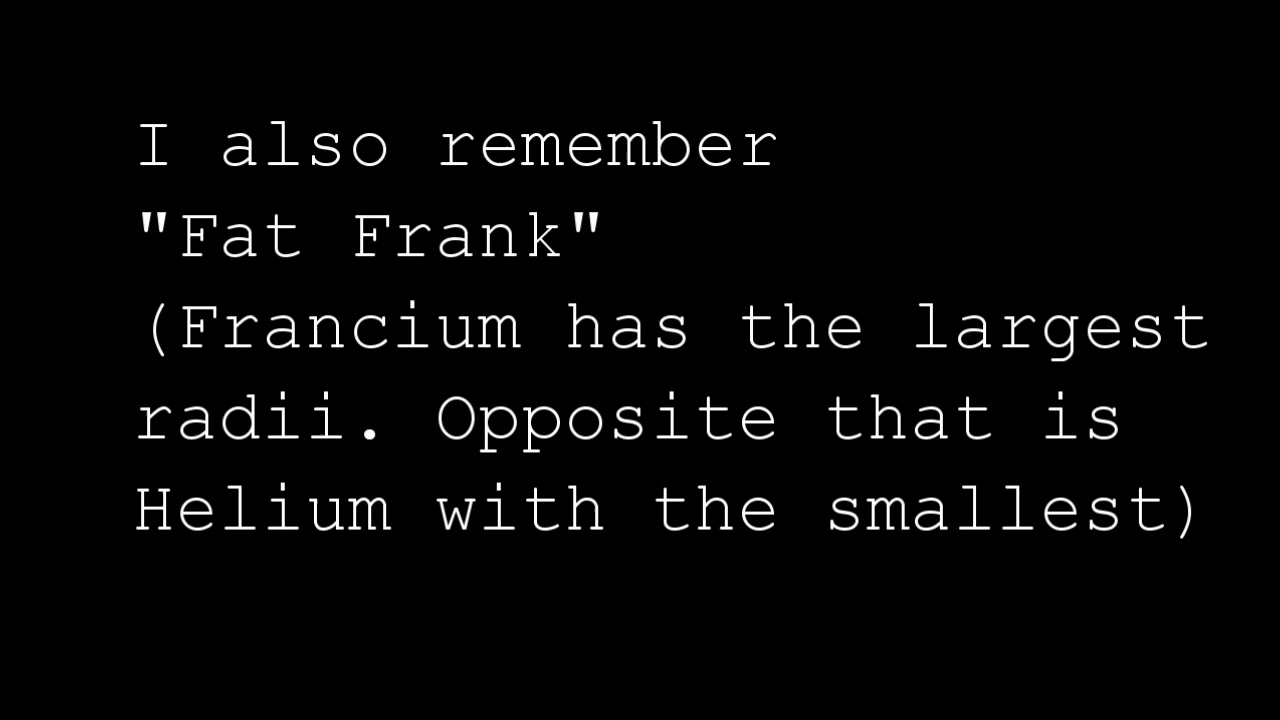 I also remember
"Fat Frank"
(Francium has the largest
radii. Opposite that is
Helium with the smallest)